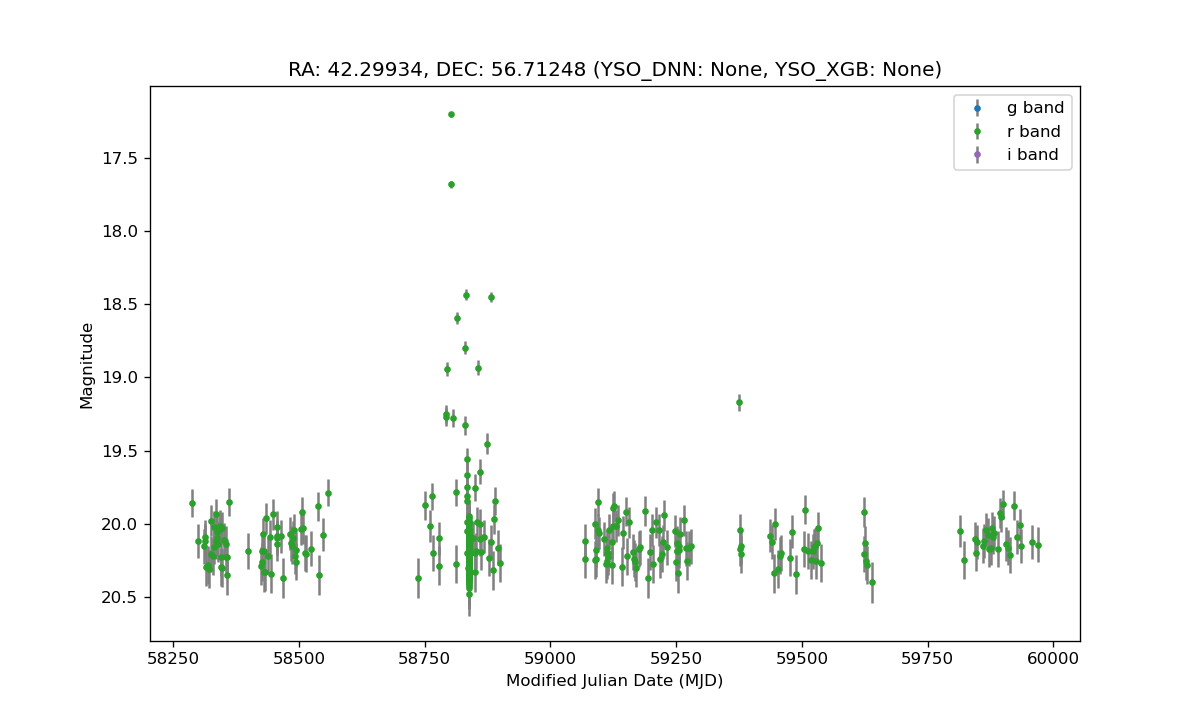 RA: 42.29934, DEC: 56.71248 (YSO_DNN: None, YSO_XGB: None)
g band
r band
i band
17.5
18.0
18.5
19.0
19.5
20.0
20.5
Magnitude
58250 58500 58750 59000 59250 59500 59750 60000
Modified Julian Date (MJD)